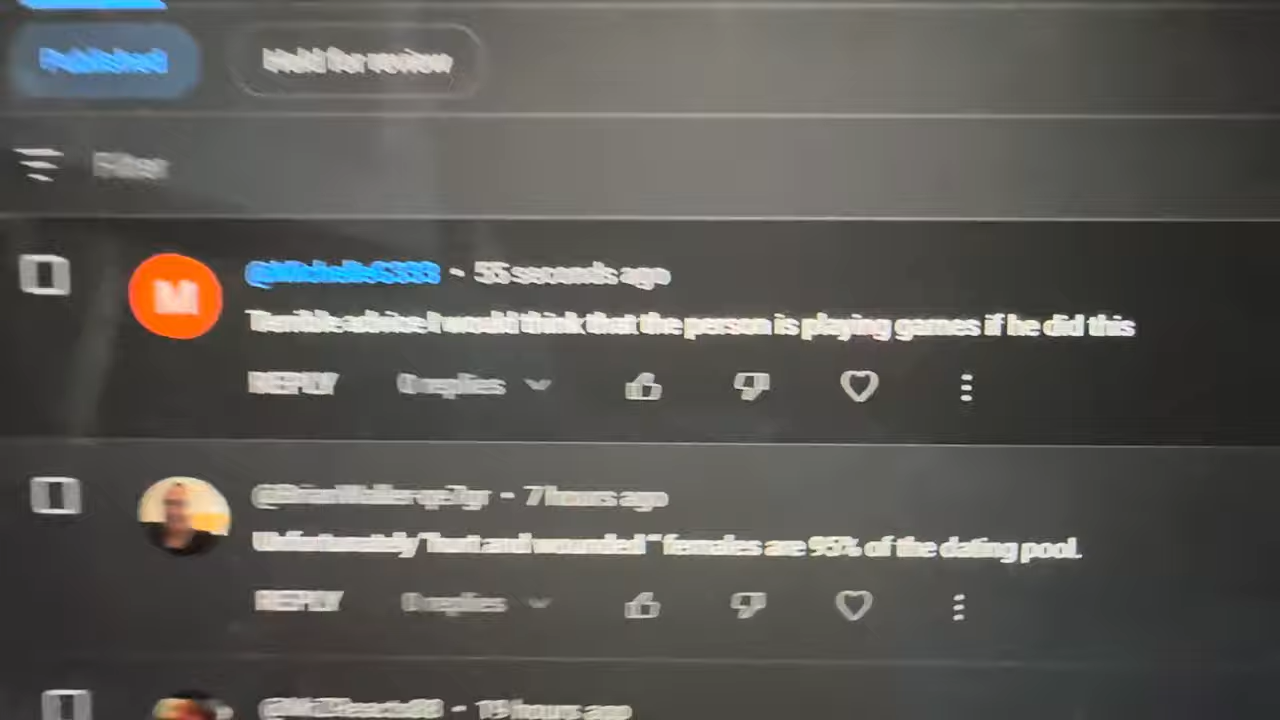 Published Hold for review
Filter
M
@MichelleG333 • 55 seconds ago
Terrible advice I would think that the person is playing games if he did this
REPLY 0 replies
7 hours ago
Unfortunately "hurt and wounded" females are 95% of the dating pool.
REPLY 0 replies
19 hours ago